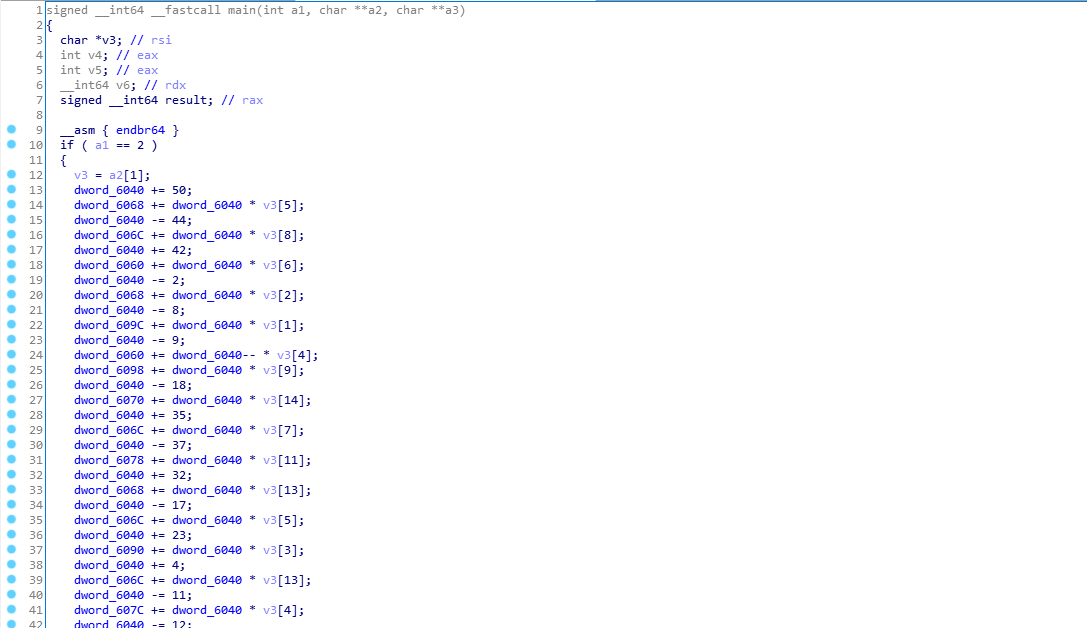 1 signed __int64 __fastcall main(int a1, char **a2, char **a3)
2 {
3 char *v3; // rsi
4 int v4; // eax
5 int v5; // eax
6 __int64 v6; // rdx
7 signed __int64 result; // rax
8
9 __asm { endbr64 }
10 if ( a1 == 2 )
11 {
12 v3 = a2[1];
13 dword_6040 += 50;
14 dword_6068 += dword_6040 * v3[5];
15 dword_6040 -= 44;
16 dword_606C += dword_6040 * v3[8];
17 dword_6040 += 42;
18 dword_6060 += dword_6040 * v3[6];
19 dword_6040 -= 2;
20 dword_6068 += dword_6040 * v3[2];
21 dword_6040 -= 8;
22 dword_609C += dword_6040 * v3[1];
23 dword_6040 -= 9;
24 dword_6060 += dword_6040-- * v3[4];
25 dword_6098 += dword_6040 * v3[9];
26 dword_6040 -= 18;
27 dword_6070 += dword_6040 * v3[14];
28 dword_6040 += 35;
29 dword_606C += dword_6040 * v3[7];
30 dword_6040 -= 37;
31 dword_6078 += dword_6040 * v3[11];
32 dword_6040 += 32;
33 dword_6068 += dword_6040 * v3[13];
34 dword_6040 -= 17;
35 dword_606C += dword_6040 * v3[5];
36 dword_6040 += 23;
37 dword_6090 += dword_6040 * v3[3];
38 dword_6040 += 4;
39 dword_606C += dword_6040 * v3[13];
40 dword_6040 -= 11;
41 dword_607C += dword_6040 * v3[4];
42 dword_6040 -= 12;